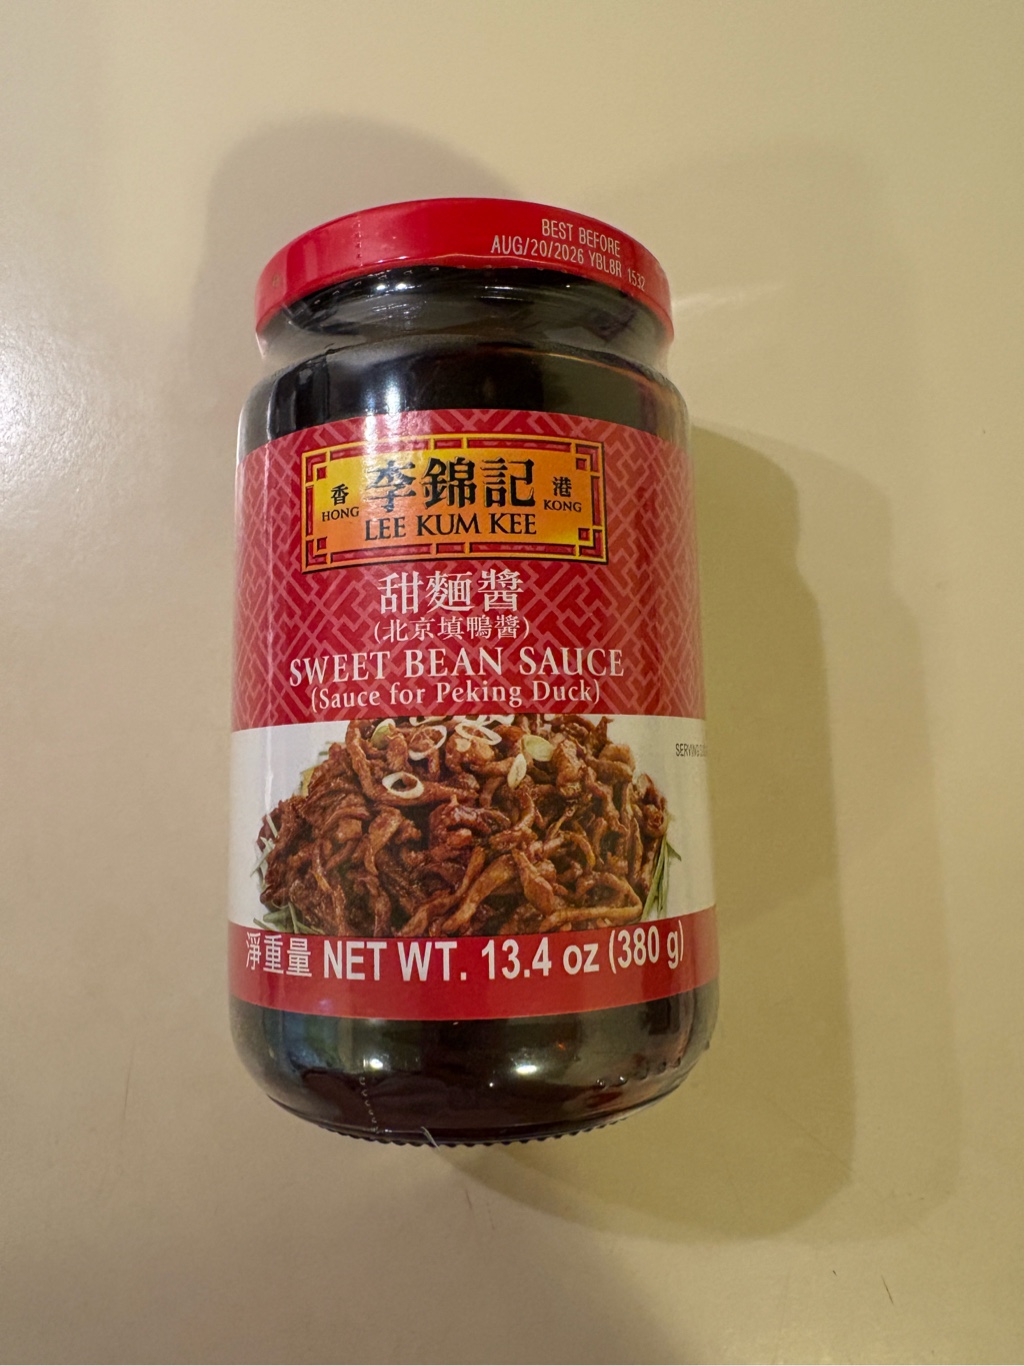 BEST BEFORE
AUG/20/2026 YBL8R 1532
香 李錦記 港
HONG LEE KUM KEE KONG
甜麵醬
(北京填鴨醬)
SWEET BEAN SAUCE
(Sauce for Peking Duck)
淨重量 NET WT. 13.4 oz (380 g)